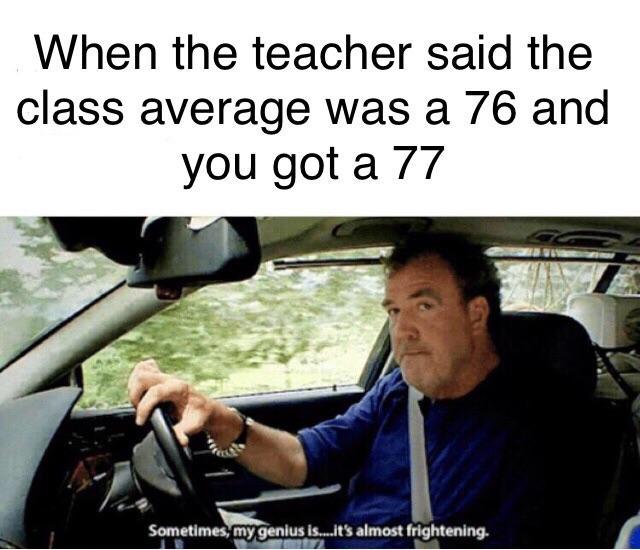 When the teacher said the
class average was a 76 and
you got a 77
Sometimes, my genius is....it's almost frightening.